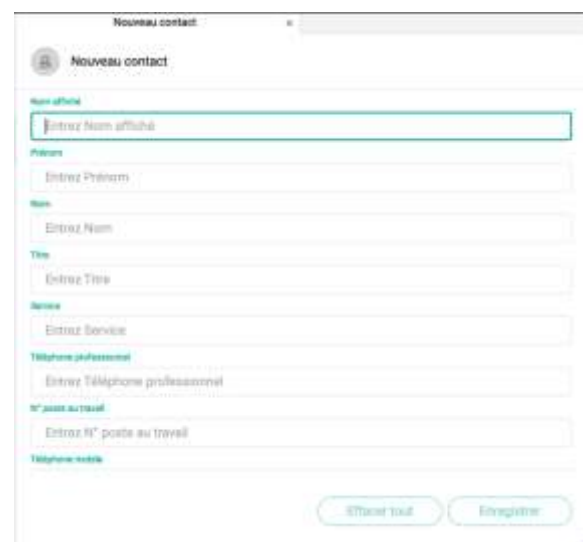 Nouveau contact ×
Nouveau contact
Nom affiché
Entrez Nom affiché
Prénom
Entrez Prénom
Nom
Entrez Nom
Titre
Entrez Titre
Service
Entrez Service
Téléphone professionnel
Entrez Téléphone professionnel
N° poste au travail
Entrez N° poste au travail
Téléphone mobile
Effacer tout Enregistrer